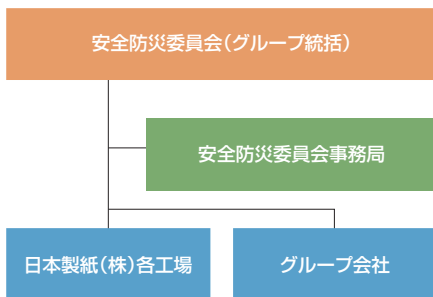 安全防災委員会(グループ統括)
安全防災委員会事務局
日本製紙(株)各工場
グループ会社